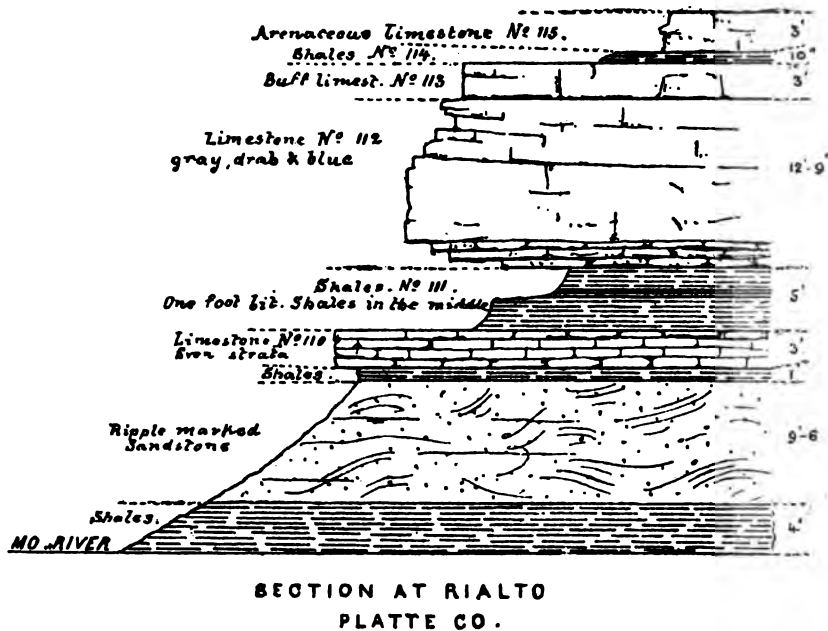 Arenaceous Limestone Nº 115. 3'
Shales Nº 114. 10"
Buff limest. Nº 113 3'
Limestone Nº 112
gray, drab & blue 12'-9"
Shales. Nº 111.
One foot bit. Shales in the middle 5'
Limestone Nº 110
Even strata 3'
Shales. 1'
Ripple marked
Sandstone 9'-6
Shales. 4'
MO. RIVER
SECTION AT RIALTO
PLATTE CO.